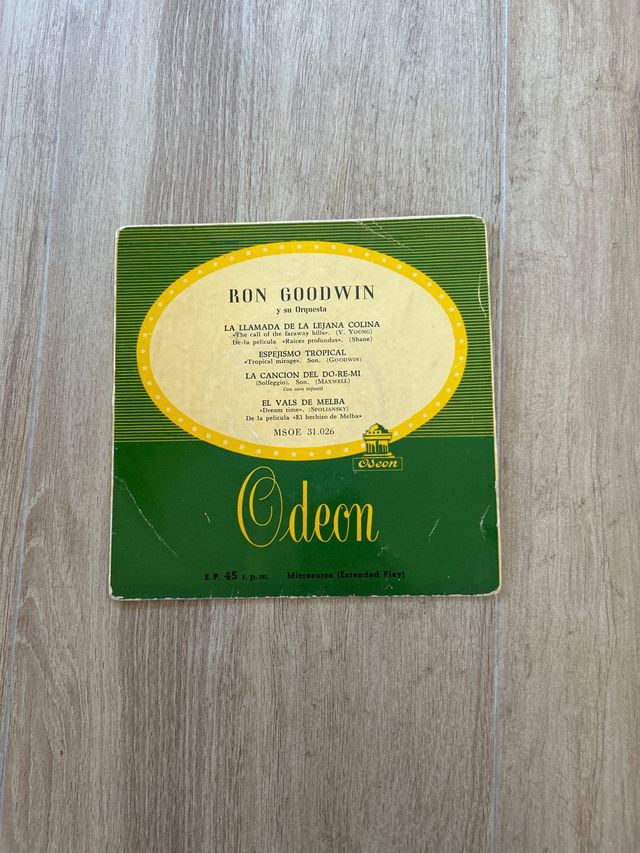 RON GOODWIN
y su Orquesta
LA LLAMADA DE LA LEJANA COLINA
«The call of the faraway hills». (V. YOUNG)
De la película «Raíces profundas». (Shane)
ESPEJISMO TROPICAL
«Tropical mirage». Son. (GOODWIN)
LA CANCION DEL DO-RE-MI
(Solfeggio). Son. (MAXWELL)
Con coro infantil
EL VALS DE MELBA
«Dream time». (SPOLIANSKY)
De la película «El hechizo de Melba»
MSOE 31.026
Odeon
Odeon
E. P. 45 r. p. m. Microsurco (Extended Play)